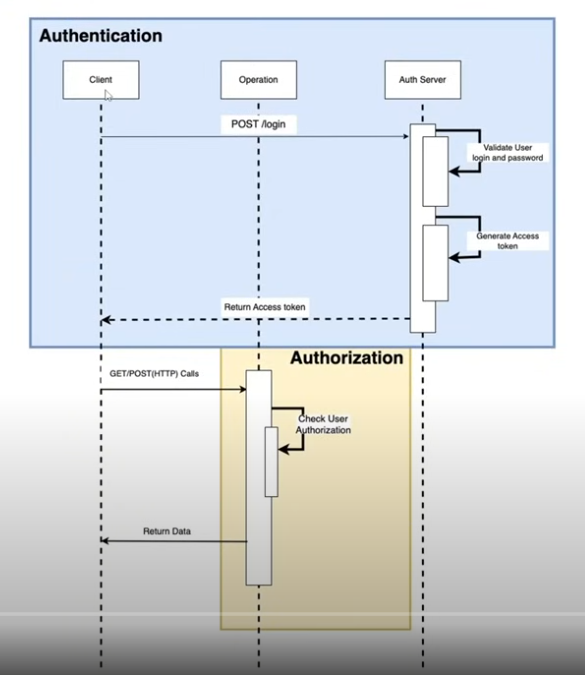 Authentication
Client
Operation
Auth Server
POST /login
Validate User
login and password
Generate Access
token
Return Access token
Authorization
GET/POST(HTTP) Calls
Check User
Authorization
Return Data